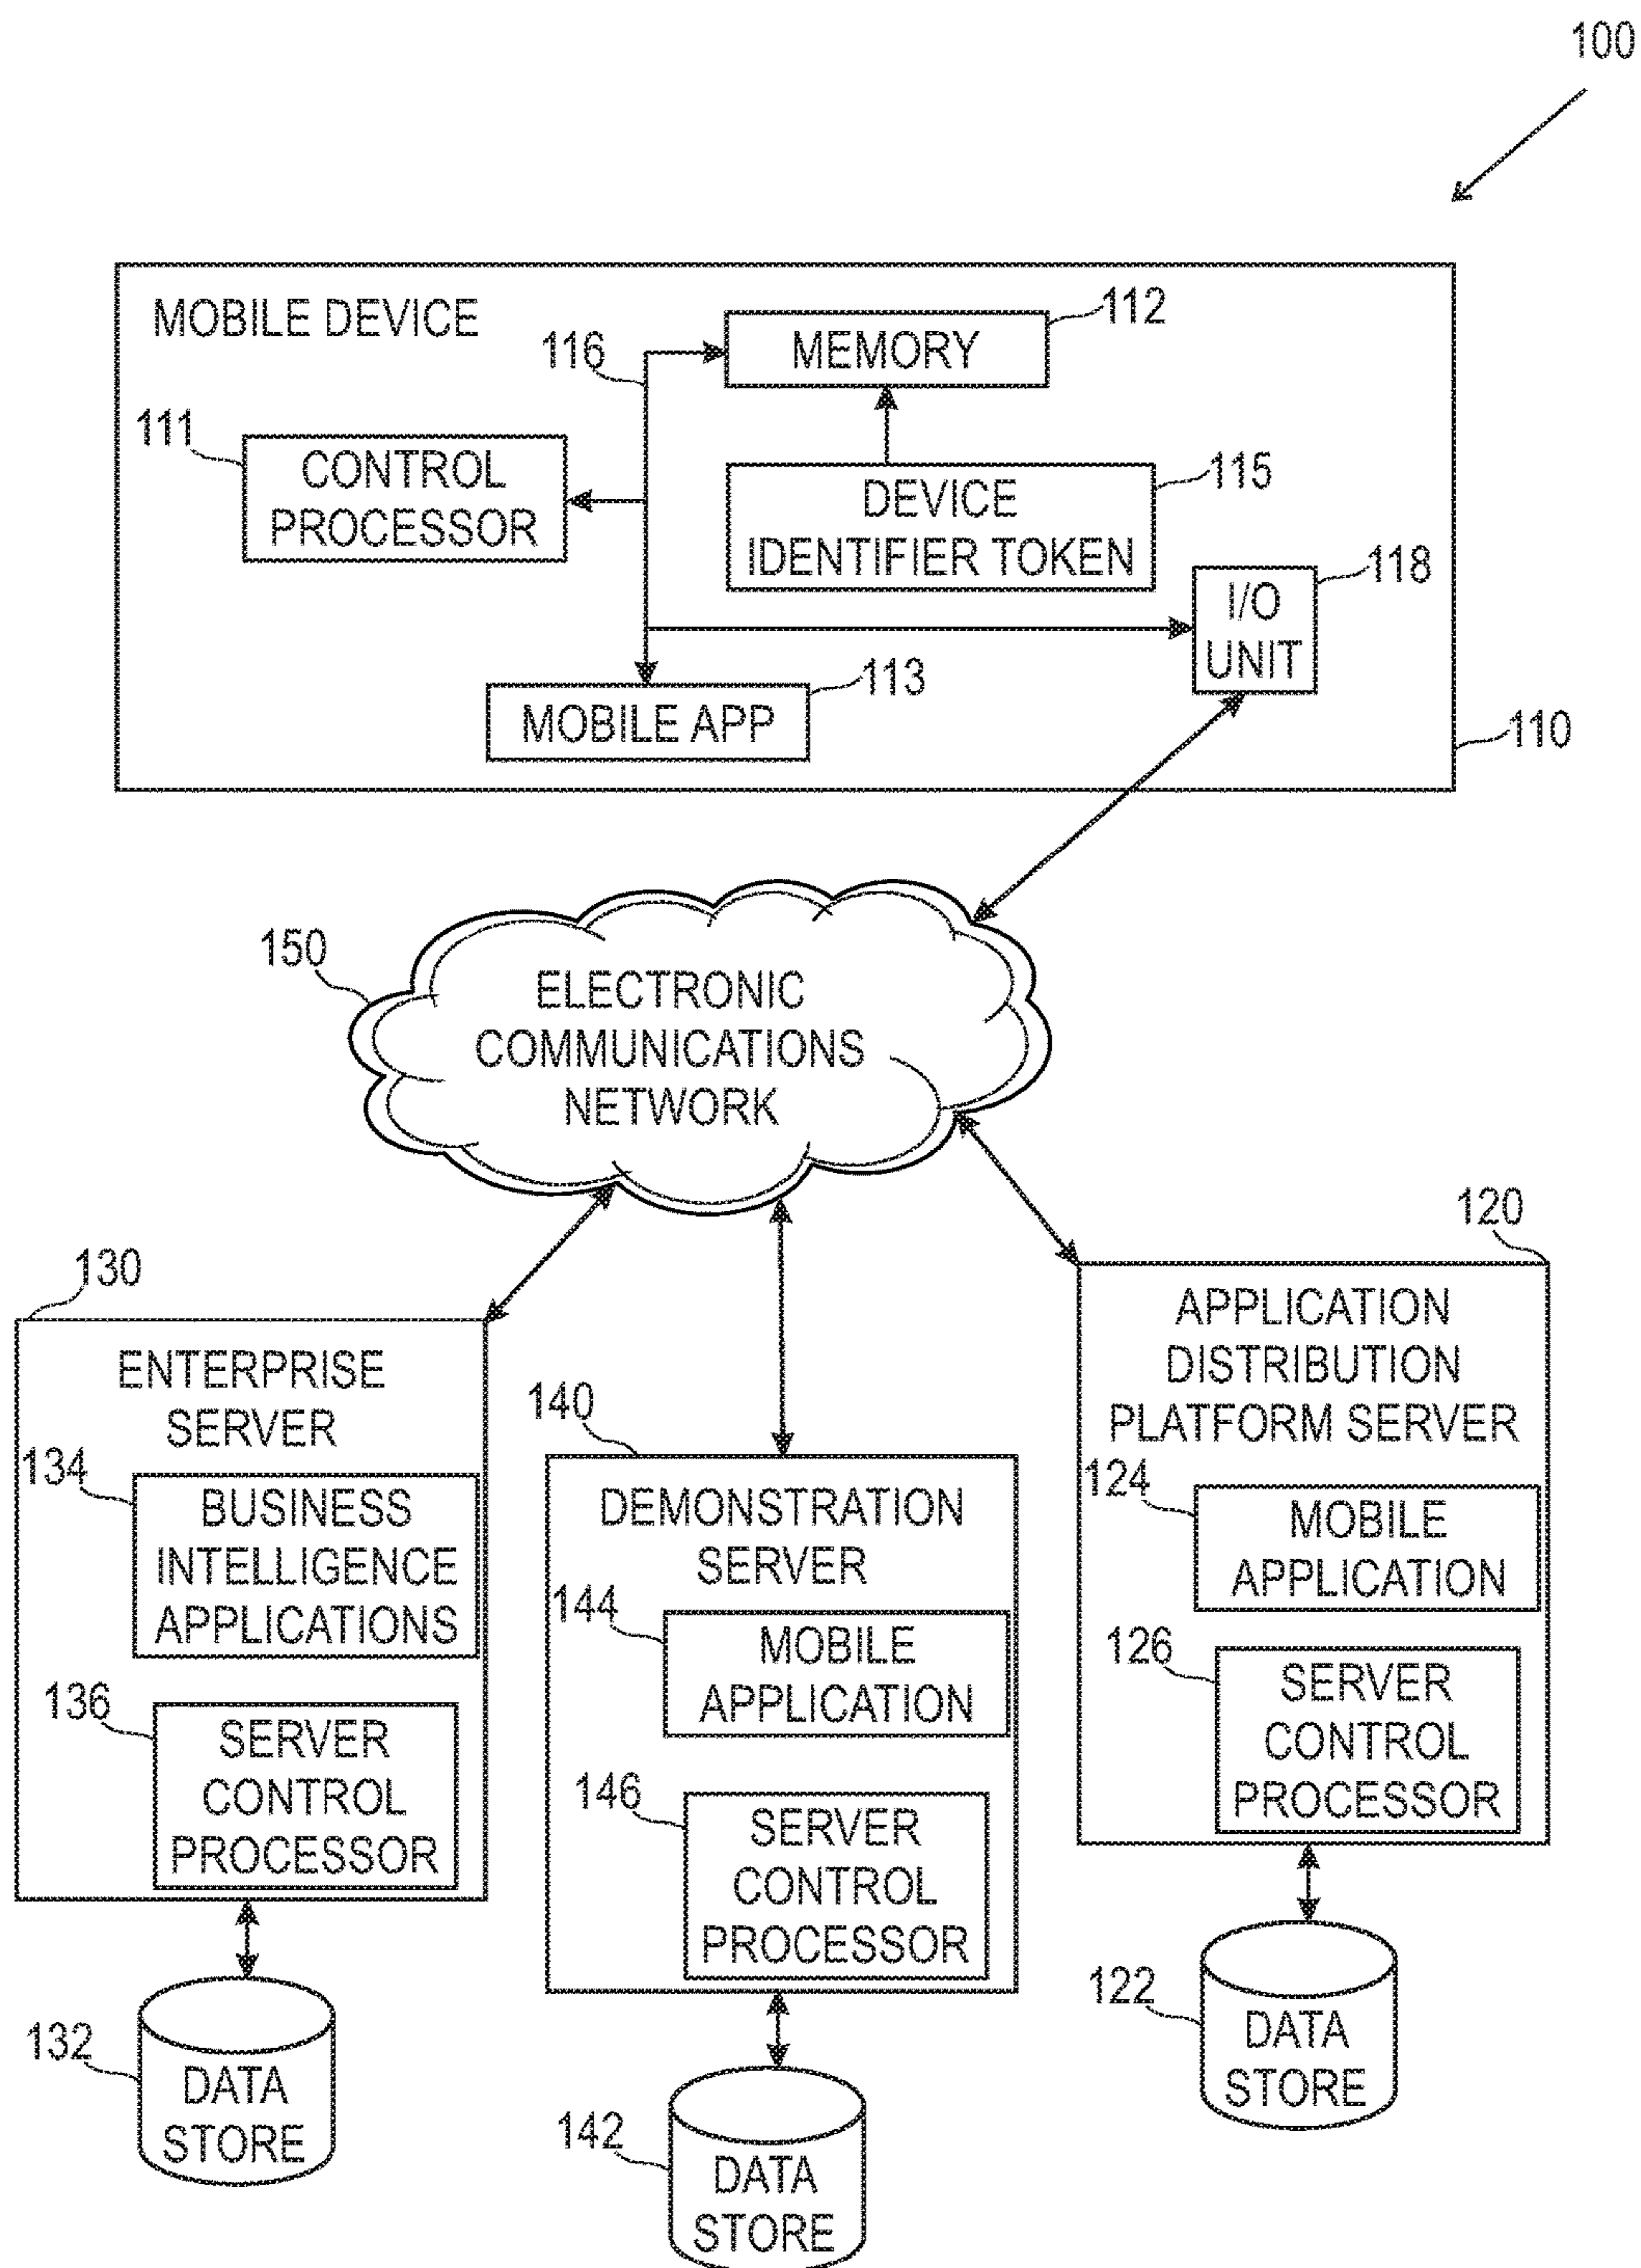 100
MOBILE DEVICE
112
MEMORY
116
111
CONTROL
PROCESSOR
115
DEVICE
IDENTIFIER TOKEN
118
I/O
UNIT
113
MOBILE APP
110
150
ELECTRONIC
COMMUNICATIONS
NETWORK
130
ENTERPRISE
SERVER
134
BUSINESS
INTELLIGENCE
APPLICATIONS
136
SERVER
CONTROL
PROCESSOR
132
DATA
STORE
140
DEMONSTRATION
SERVER
144
MOBILE
APPLICATION
146
SERVER
CONTROL
PROCESSOR
142
DATA
STORE
120
APPLICATION
DISTRIBUTION
PLATFORM SERVER
124
MOBILE
APPLICATION
126
SERVER
CONTROL
PROCESSOR
122
DATA
STORE